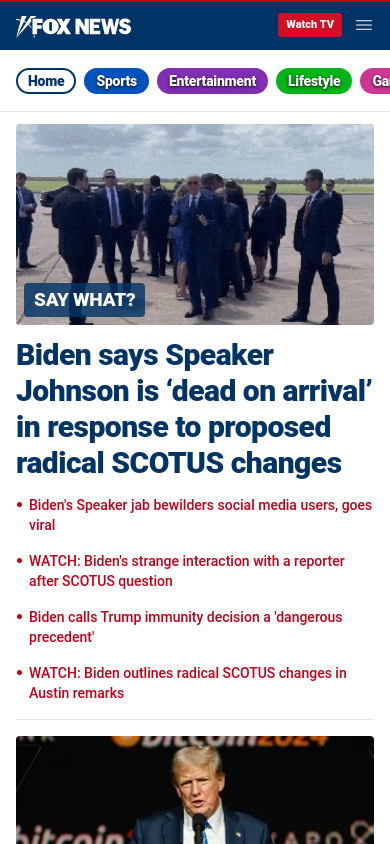 FOX NEWS
Watch TV
Home
Sports
Entertainment
Lifestyle
SAY WHAT?
Biden says Speaker
Johnson is ‘dead on arrival’
in response to proposed
radical SCOTUS changes
• Biden's Speaker jab bewilders social media users, goes
viral
• WATCH: Biden's strange interaction with a reporter
after SCOTUS question
• Biden calls Trump immunity decision a 'dangerous
precedent'
• WATCH: Biden outlines radical SCOTUS changes in
Austin remarks
Bitcoin2024
bitcoin